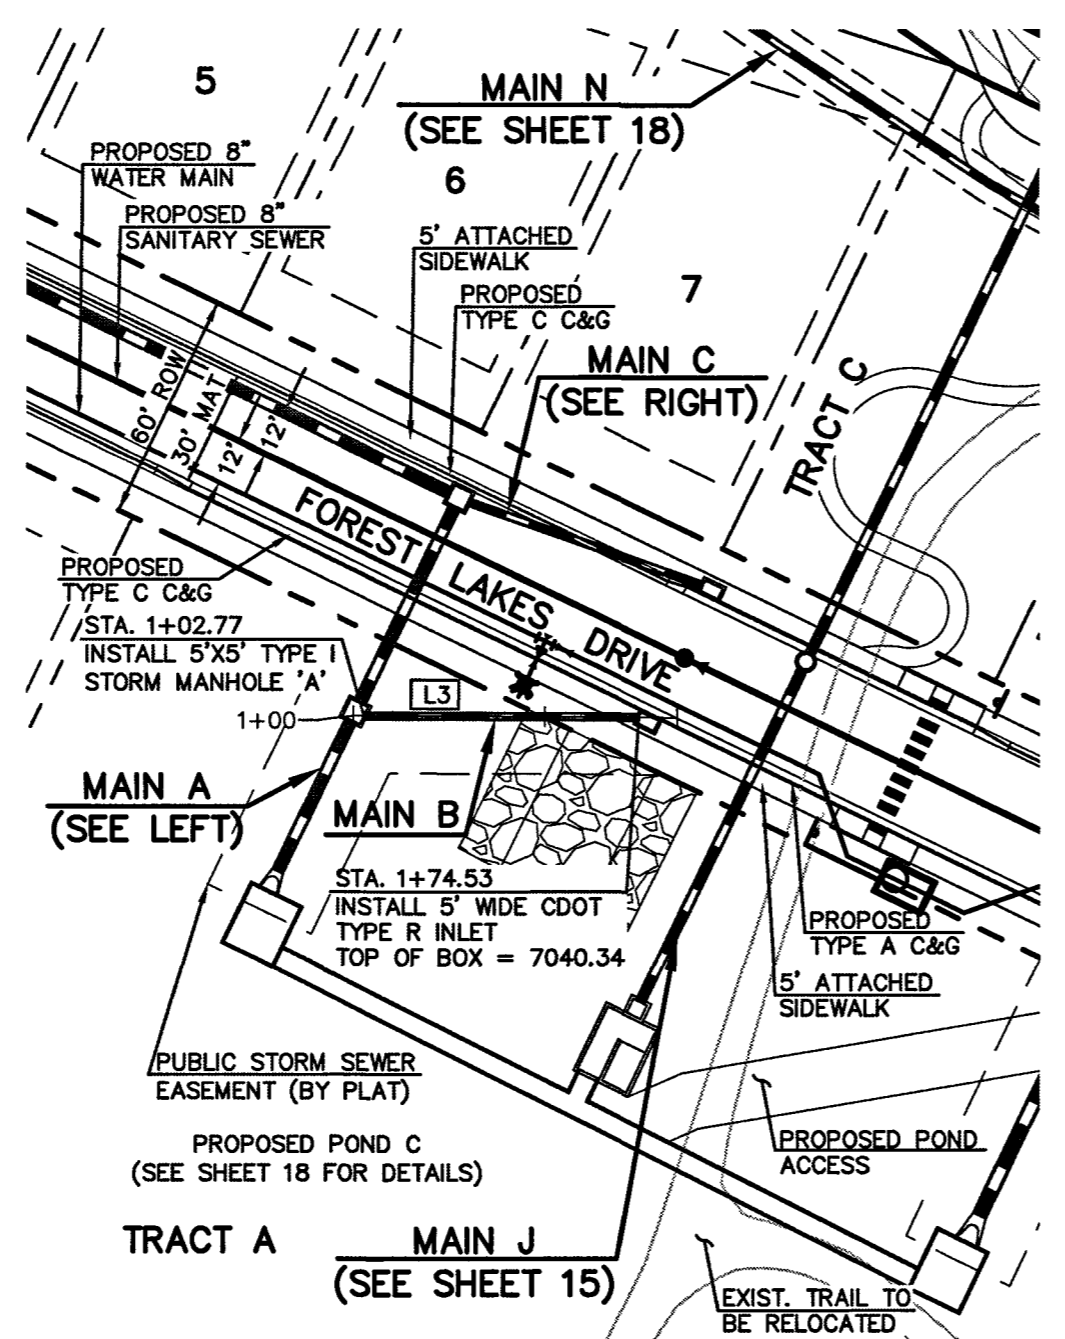 5
MAIN N
(SEE SHEET 18)
PROPOSED 8"
WATER MAIN
6
PROPOSED 8"
SANITARY SEWER
5' ATTACHED
SIDEWALK
7
PROPOSED
TYPE C C&G
MAIN C
(SEE RIGHT)
TRACT C
60' ROW
30' MAT
12'
12'
FOREST LAKES DRIVE
PROPOSED
TYPE C C&G
STA. 1+02.77
INSTALL 5'X5' TYPE I
STORM MANHOLE 'A'
L3
1+00
MAIN A
(SEE LEFT)
MAIN B
STA. 1+74.53
INSTALL 5' WIDE CDOT
TYPE R INLET
TOP OF BOX = 7040.34
PROPOSED
TYPE A C&G
5' ATTACHED
SIDEWALK
PUBLIC STORM SEWER
EASEMENT (BY PLAT)
PROPOSED POND C
(SEE SHEET 18 FOR DETAILS)
PROPOSED POND
ACCESS
TRACT A
MAIN J
(SEE SHEET 15)
EXIST. TRAIL TO
BE RELOCATED